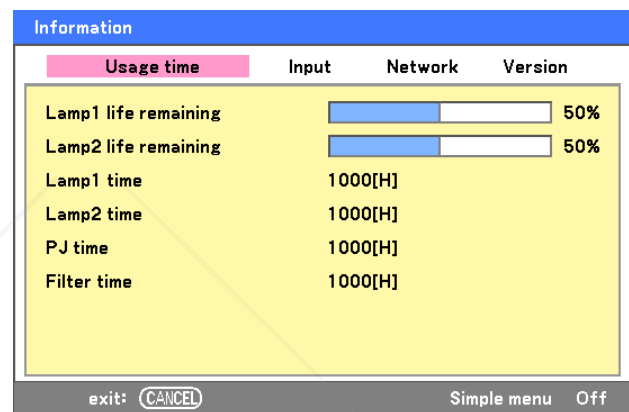 Information
Usage time Input Network Version
Lamp1 life remaining 50%
Lamp2 life remaining 50%
Lamp1 time 1000[H]
Lamp2 time 1000[H]
PJ time 1000[H]
Filter time 1000[H]
exit: CANCEL Simple menu Off